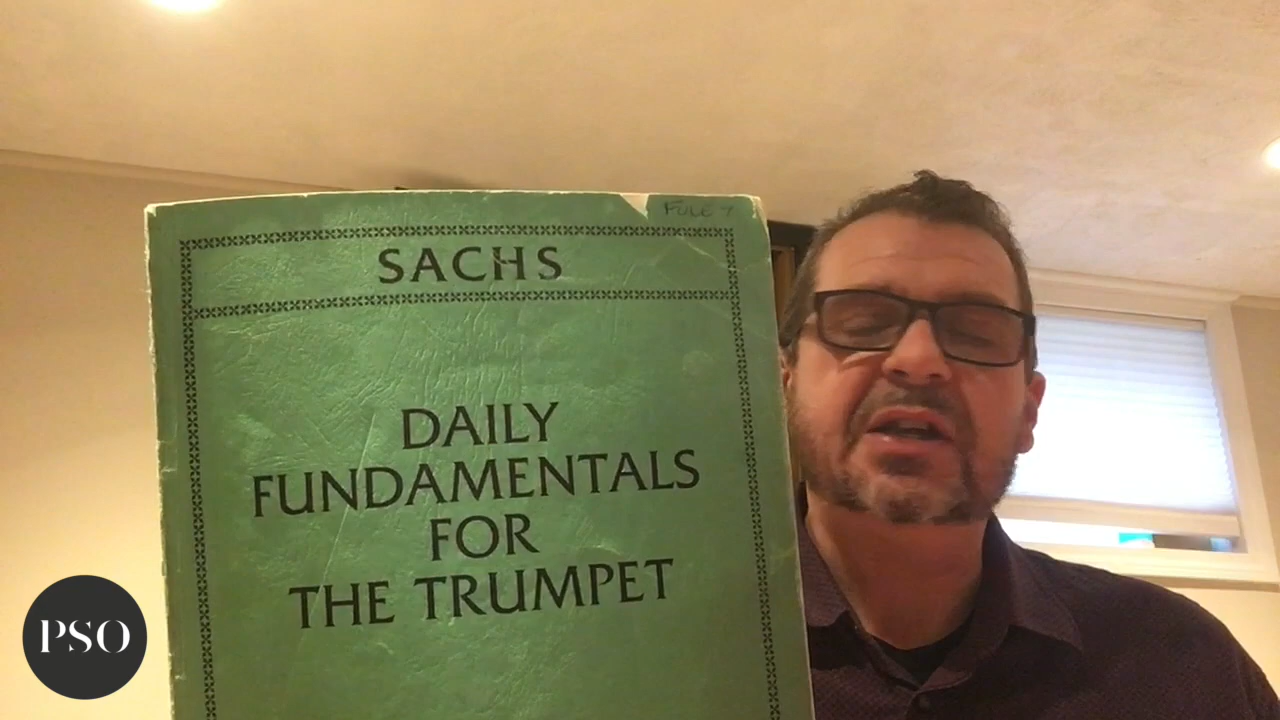 SACHS
DAILY
FUNDAMENTALS
FOR
THE TRUMPET
PSO